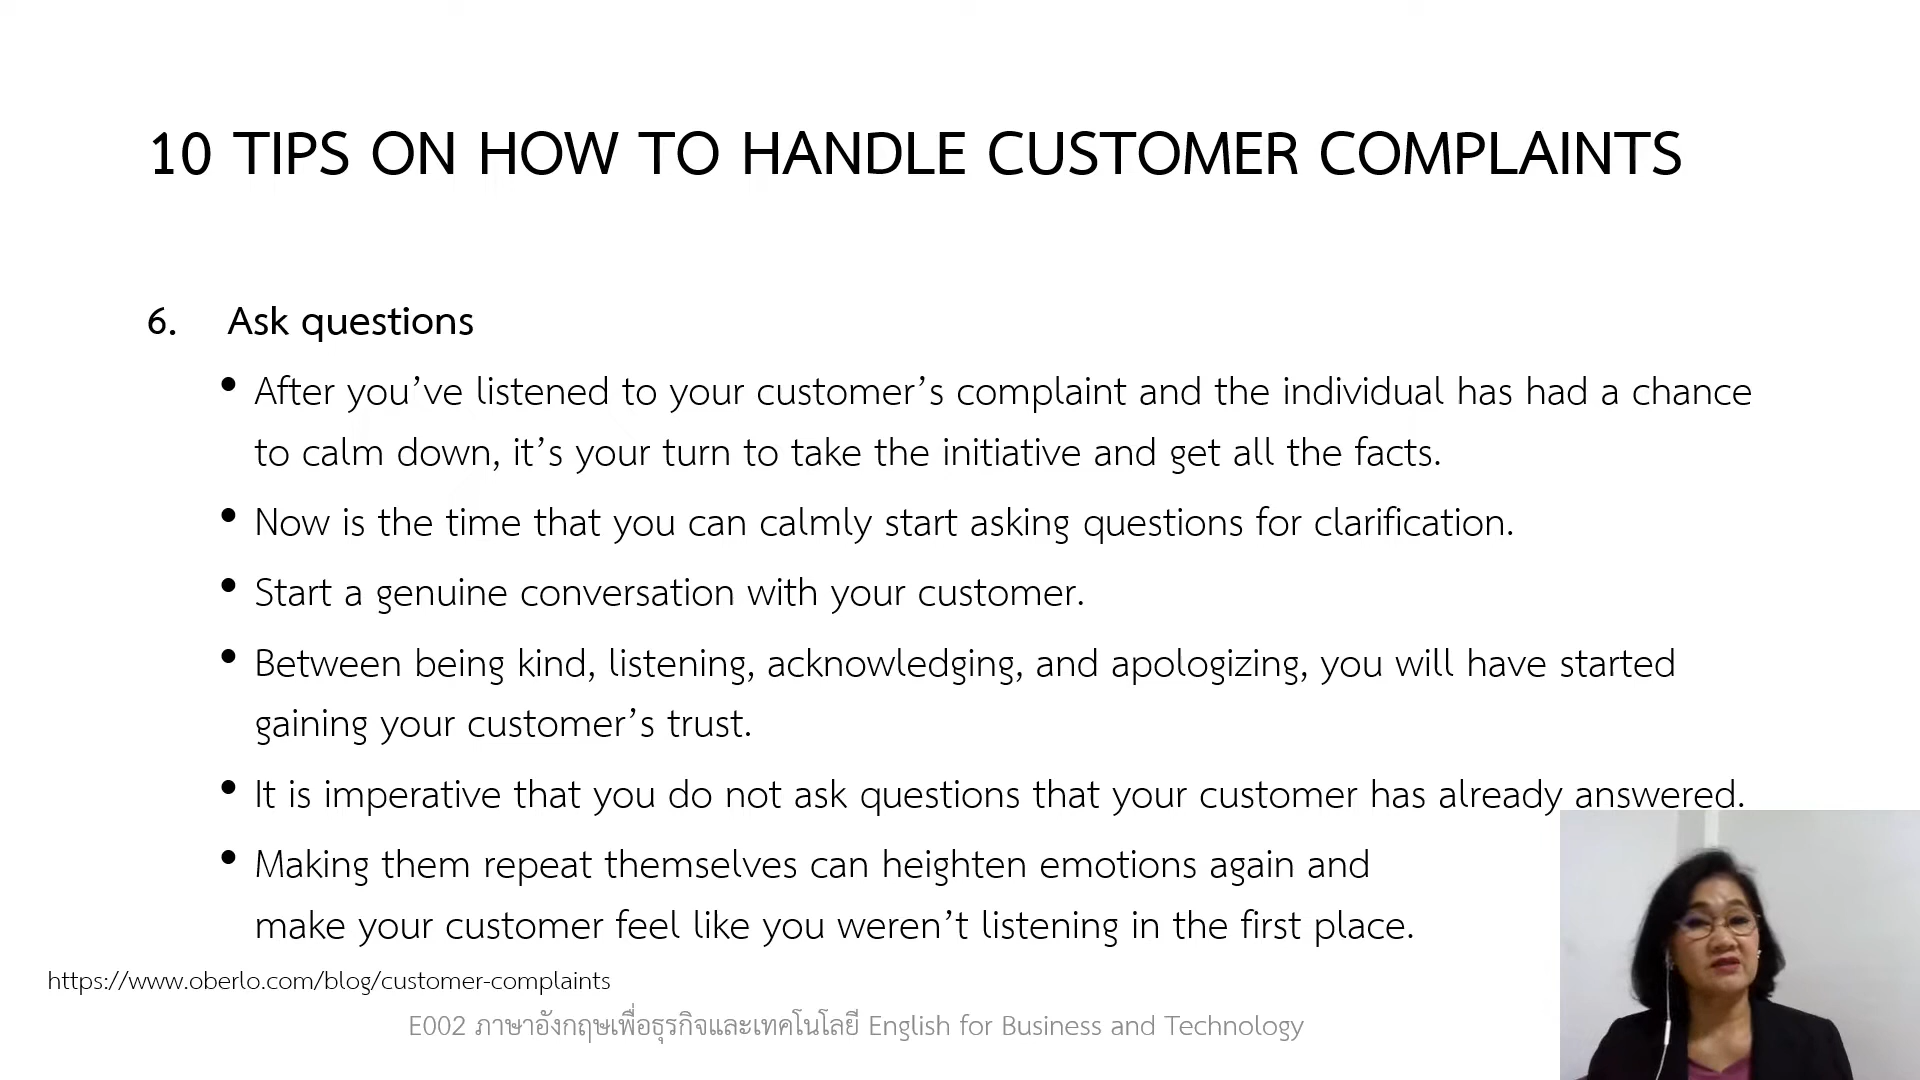 10 TIPS ON HOW TO HANDLE CUSTOMER COMPLAINTS
6. Ask questions
• After you’ve listened to your customer’s complaint and the individual has had a chance
to calm down, it’s your turn to take the initiative and get all the facts.
• Now is the time that you can calmly start asking questions for clarification.
• Start a genuine conversation with your customer.
• Between being kind, listening, acknowledging, and apologizing, you will have started
gaining your customer’s trust.
• It is imperative that you do not ask questions that your customer has already answered.
• Making them repeat themselves can heighten emotions again and
make your customer feel like you weren’t listening in the first place.
https://www.oberlo.com/blog/customer-complaints
E002 ภาษาอังกฤษเพื่อธุรกิจและเทคโนโลยี English for Business and Technology